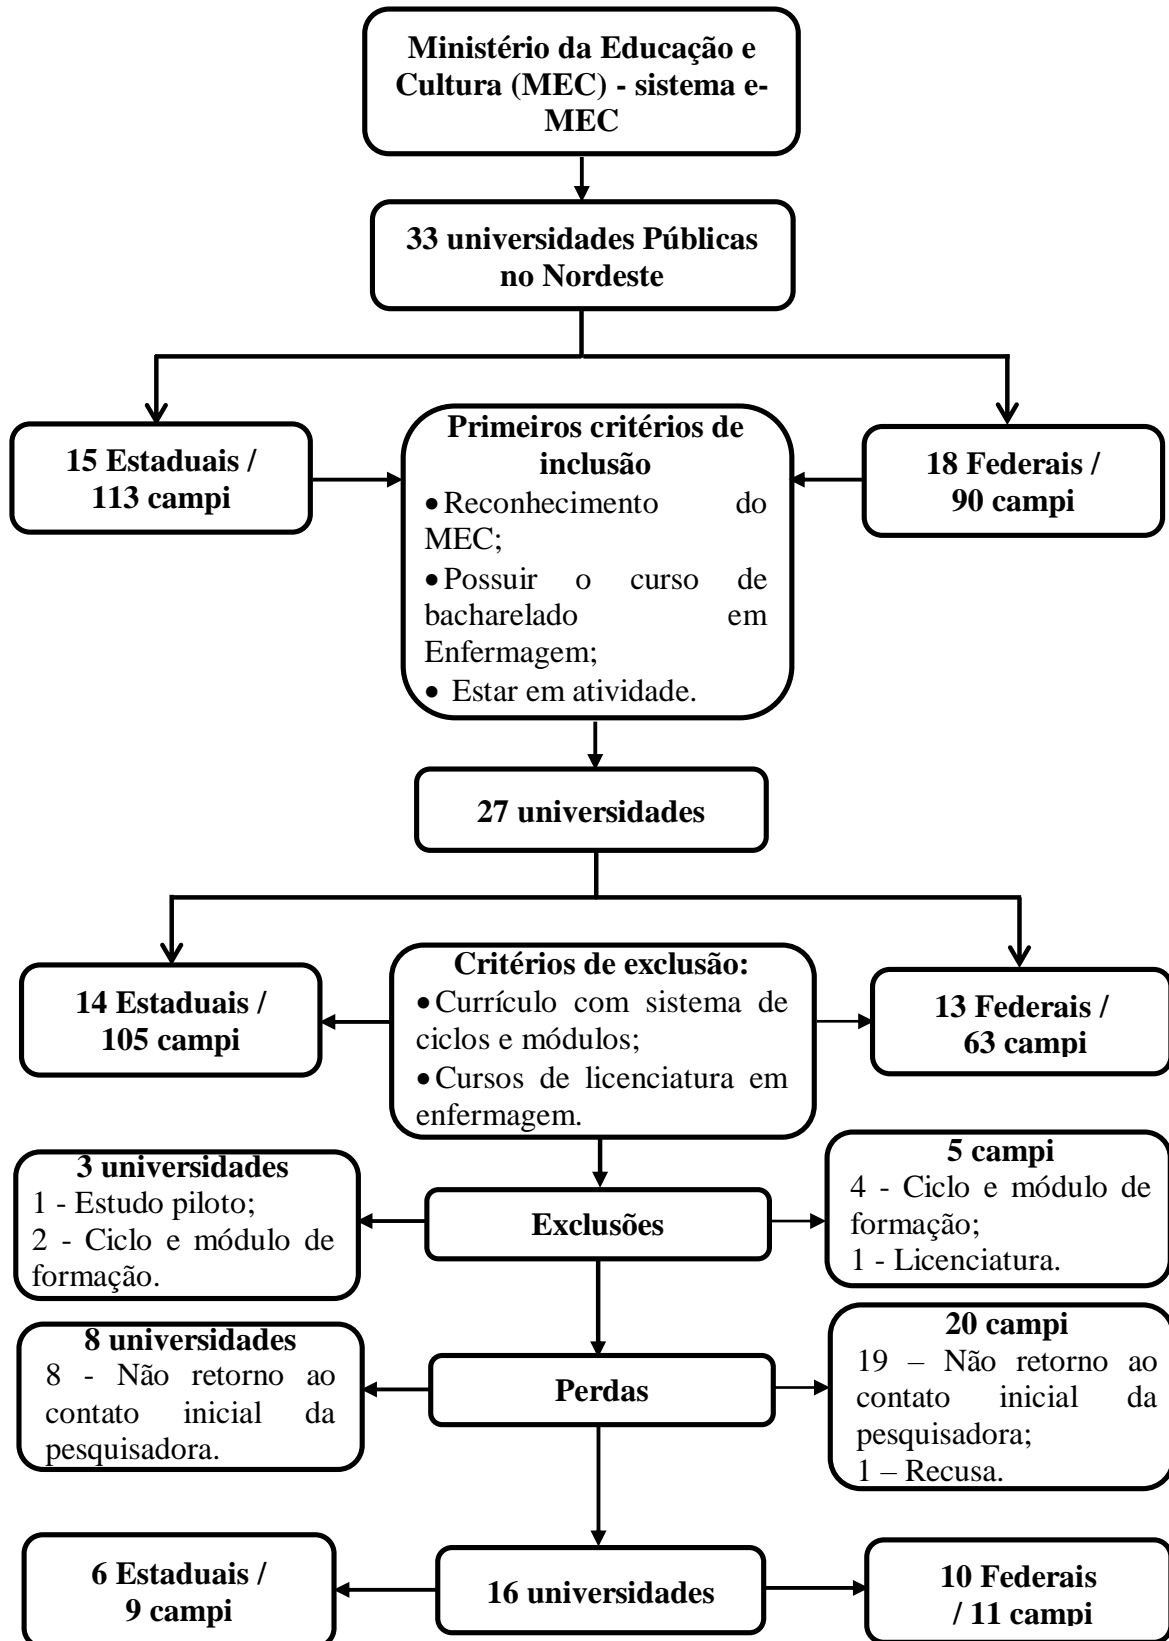 Ministério da Educação e
Cultura (MEC) - sistema e-
MEC
33 universidades Públicas
no Nordeste
15 Estaduais /
113 campi
Primeiros critérios de
inclusão
•Reconhecimento do
MEC;
•Possuir o curso de
bacharelado em
Enfermagem;
• Estar em atividade.
18 Federais /
90 campi
27 universidades
14 Estaduais /
105 campi
Critérios de exclusão:
•Currículo com sistema de
ciclos e módulos;
•Cursos de licenciatura em
enfermagem.
13 Federais /
63 campi
3 universidades
1 - Estudo piloto;
2 - Ciclo e módulo de
formação.
Exclusões
5 campi
4 - Ciclo e módulo de
formação;
1 - Licenciatura.
8 universidades
8 - Não retorno ao
contato inicial da
pesquisadora.
Perdas
20 campi
19 – Não retorno ao
contato inicial da
pesquisadora;
1 – Recusa.
6 Estaduais /
9 campi
16 universidades
10 Federais
/ 11 campi